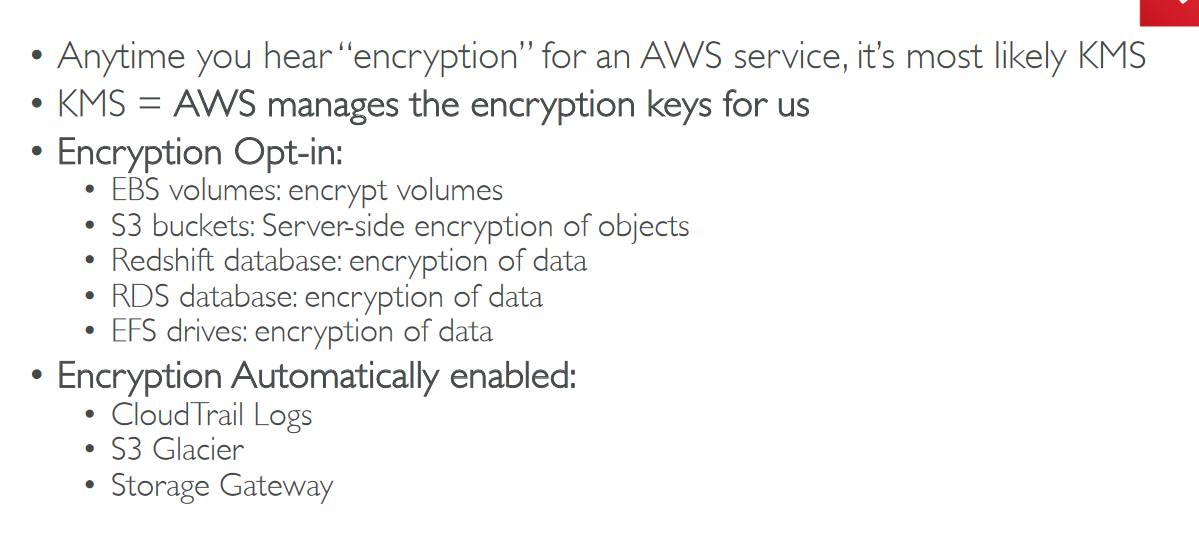 • Anytime you hear “encryption” for an AWS service, it’s most likely KMS
• KMS = AWS manages the encryption keys for us
• Encryption Opt-in:
• EBS volumes: encrypt volumes
• S3 buckets: Server-side encryption of objects
• Redshift database: encryption of data
• RDS database: encryption of data
• EFS drives: encryption of data
• Encryption Automatically enabled:
• CloudTrail Logs
• S3 Glacier
• Storage Gateway